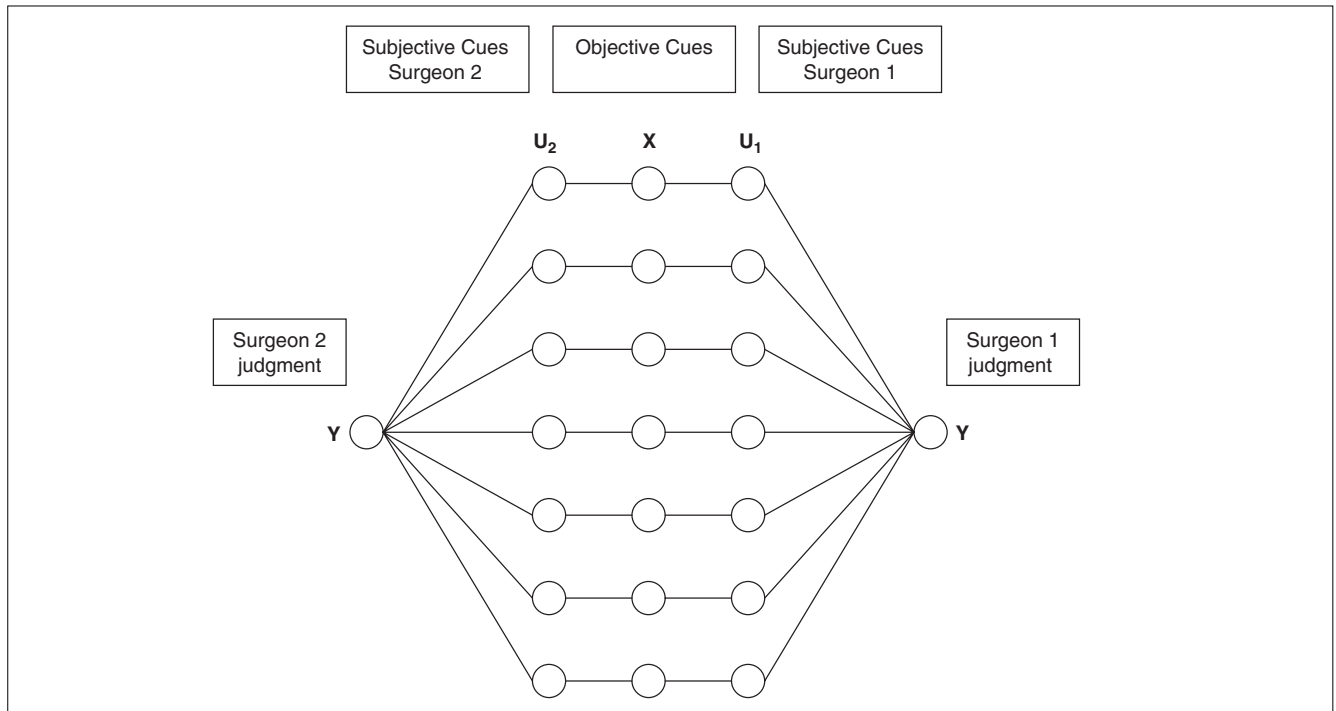 Subjective Cues
Surgeon 2
Objective Cues
Subjective Cues
Surgeon 1
U₂
X
U₁
Surgeon 2
judgment
Surgeon 1
judgment
Y
Y